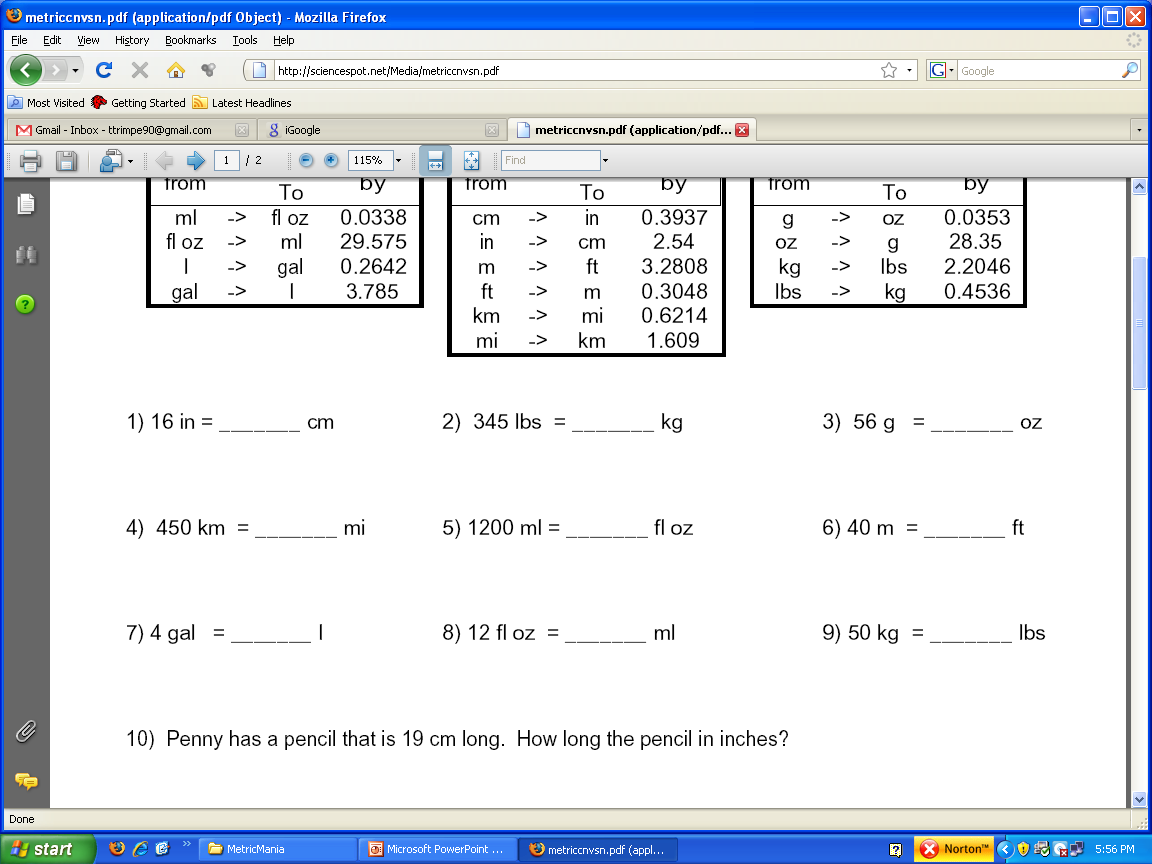 metriccnvsn.pdf (application/pdf Object) - Mozilla Firefox
File Edit View History Bookmarks Tools Help
http://sciencespot.net/Media/metriccnvsn.pdf G Google
Most Visited Getting Started Latest Headlines
Gmail - Inbox - ttrimpe90@gmail.com iGoogle metriccnvsn.pdf (application/pdf...
1 / 2 115% Find
from To by from To by from To by
ml -> fl oz 0.0338 cm -> in 0.3937 g -> oz 0.0353
fl oz -> ml 29.575 in -> cm 2.54 oz -> g 28.35
l -> gal 0.2642 m -> ft 3.2808 kg -> lbs 2.2046
gal -> l 3.785 ft -> m 0.3048 lbs -> kg 0.4536
km -> mi 0.6214
mi -> km 1.609
1) 16 in = _______ cm 2) 345 lbs = _______ kg 3) 56 g = _______ oz
4) 450 km = _______ mi 5) 1200 ml = _______ fl oz 6) 40 m = _______ ft
7) 4 gal = _______ l 8) 12 fl oz = _______ ml 9) 50 kg = _______ lbs
10) Penny has a pencil that is 19 cm long. How long the pencil in inches?
Done
start MetricMania Microsoft PowerPoint ... metriccnvsn.pdf (appl... Norton™ 5:56 PM